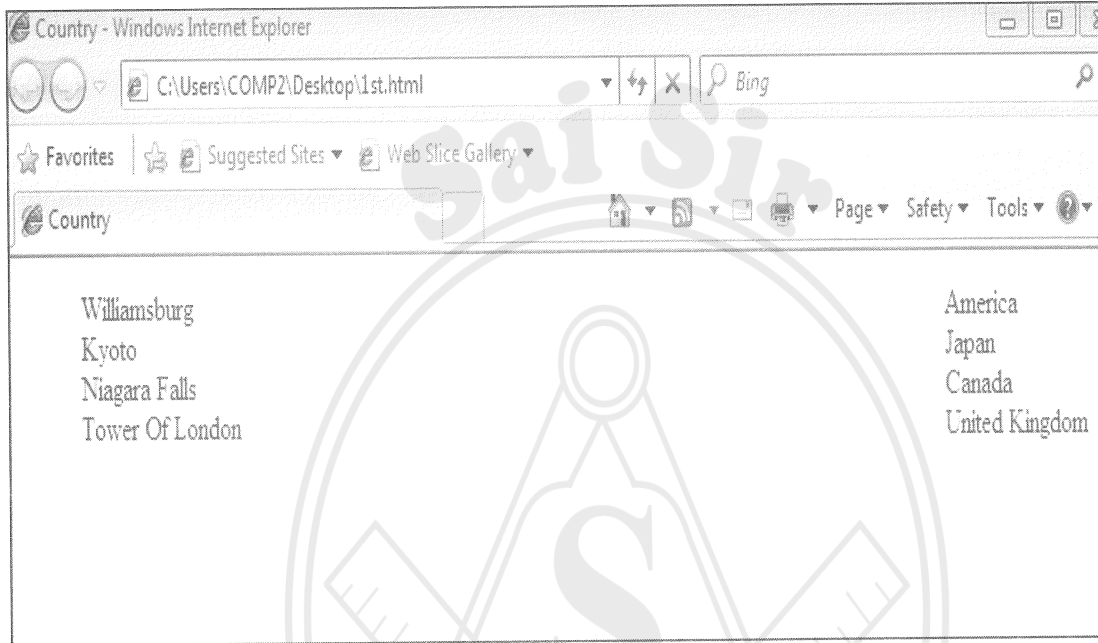 Country - Windows Internet Explorer
C:\Users\COMP2\Desktop\1st.html
Bing
Favorites Suggested Sites Web Slice Gallery
Country Page Safety Tools
Sai Sir
Williamsburg America
Kyoto Japan
Niagara Falls Canada
Tower Of London United Kingdom
S